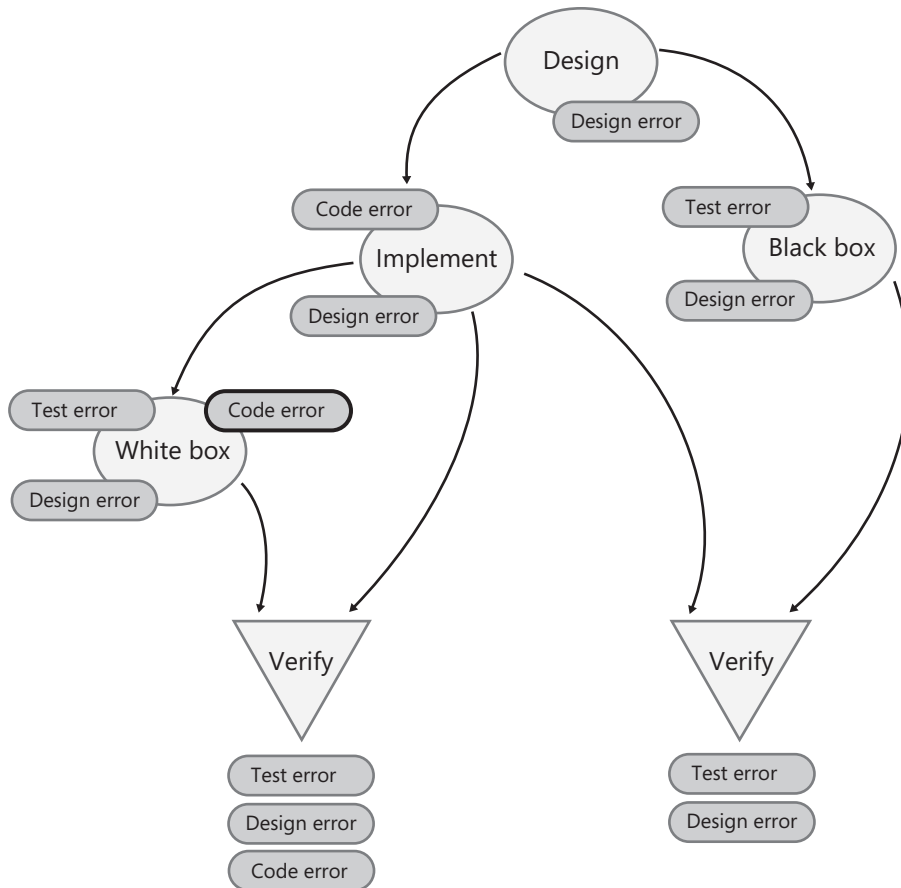 Design
Design error
Code error
Test error
Implement
Black box
Design error
Design error
Test error
Code error
White box
Design error
Verify
Verify
Test error
Test error
Design error
Design error
Code error